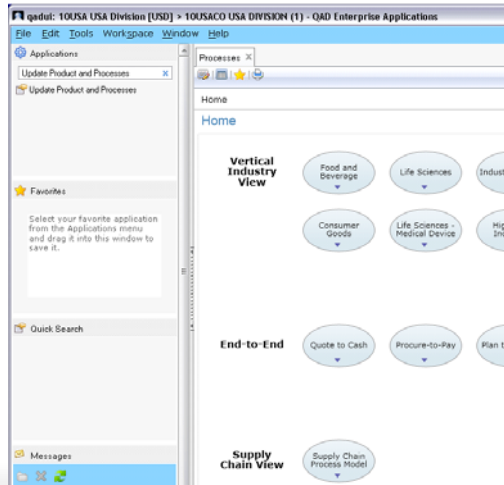 qadui: 10USA USA Division [USD] > 10USACO USA DIVISION (1) - QAD Enterprise Applications
File Edit Tools Workspace Window Help
Applications
Update Product and Processes
Update Product and Processes
Favorites
Select your favorite application
from the Applications menu
and drag it into this window to
save it.
Quick Search
Messages
Processes
Home
Home
Vertical
Industry
View
Food and
Beverage
Life Sciences
Indust
Consumer
Goods
Life Sciences -
Medical Device
Hig
End-to-End
Quote to Cash
Procure-to-Pay
Plan t
Supply
Chain View
Supply Chain
Process Model